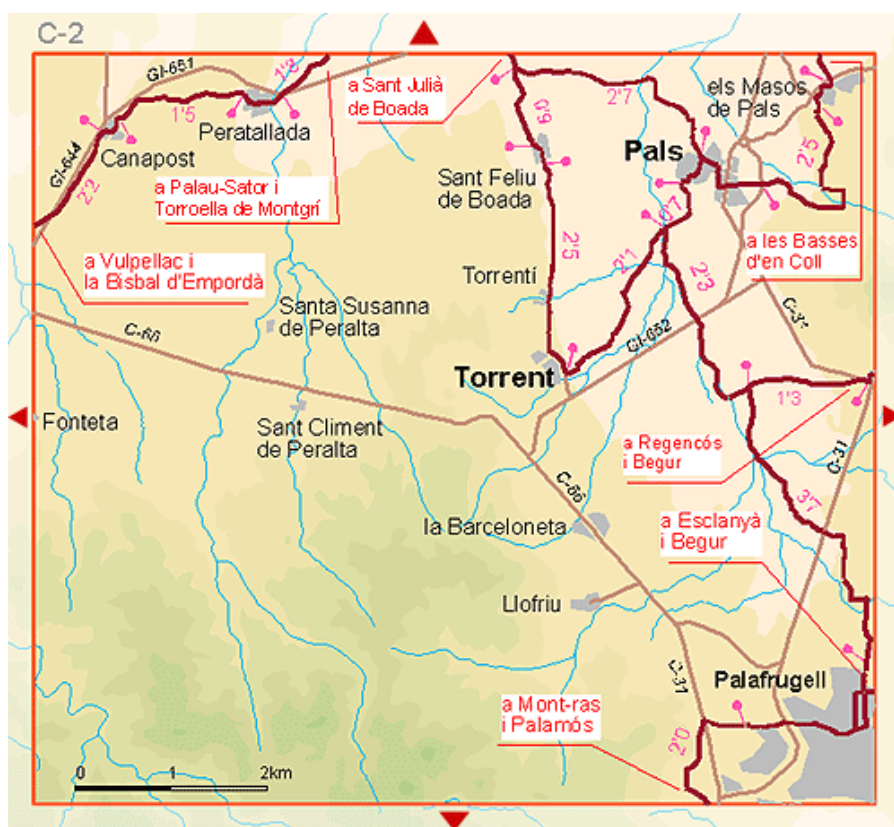 C-2
GI-651
1'8
a Sant Julià
de Boada
2'7
els Masos
de Pals
1'5
Peratallada
Canapost
GI-644
2'2
0'9
Pals
2'5
Sant Feliu
de Boada
a Palau-Sator i
Torroella de Montgrí
0'7
a les Basses
d'en Coll
a Vulpellac i
la Bisbal d'Empordà
2'5
2'1
2'3
Torrentí
Santa Susanna
de Peralta
C-66
GI-652
C-31
Torrent
1'3
Fonteta
Sant Climent
de Peralta
a Regencós
i Begur
C-31
C-66
3'7
a Esclanyà
i Begur
la Barceloneta
Llofriu
C-31
Palafrugell
a Mont-ras
i Palamós
2'0
0 1 2km